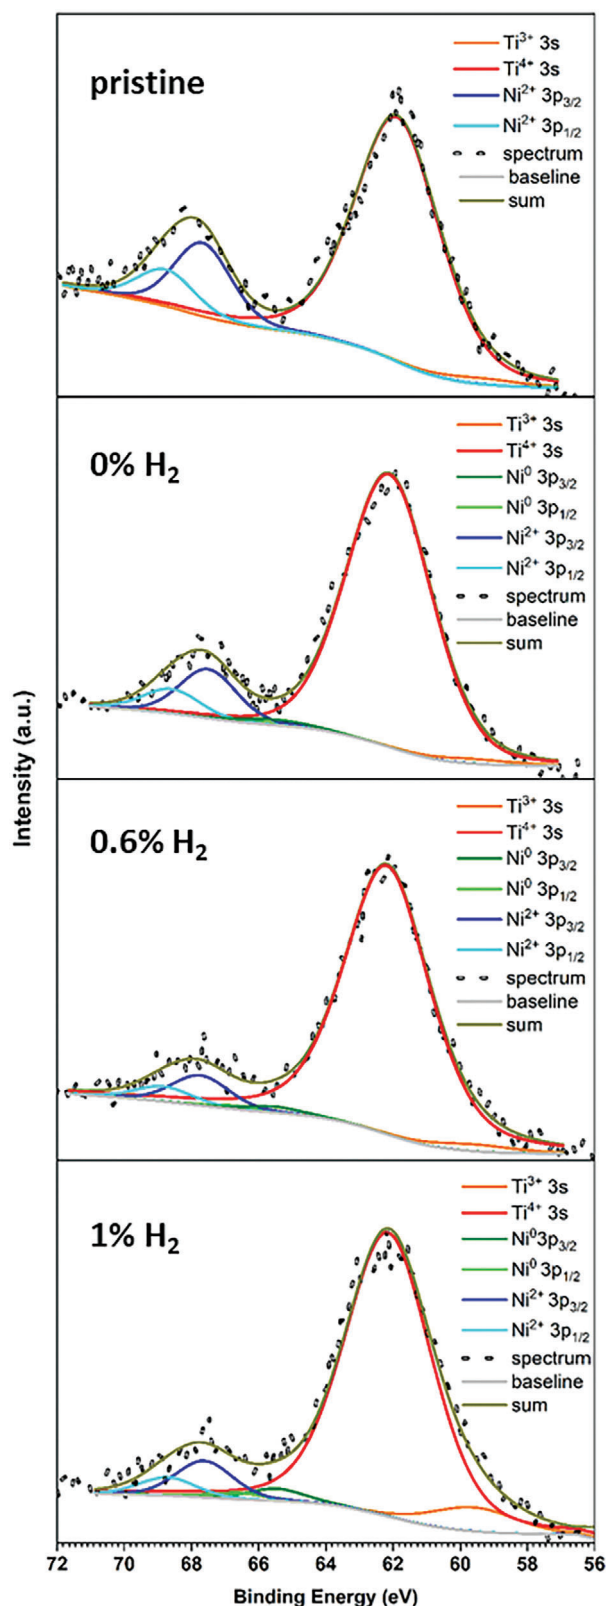 pristine
Ti³⁺ 3s
Ti⁴⁺ 3s
Ni²⁺ 3p₃/₂
Ni²⁺ 3p₁/₂
spectrum
baseline
sum
0% H₂
Ti³⁺ 3s
Ti⁴⁺ 3s
Ni⁰ 3p₃/₂
Ni⁰ 3p₁/₂
Ni²⁺ 3p₃/₂
Ni²⁺ 3p₁/₂
spectrum
baseline
sum
Intensity (a.u.)
0.6% H₂
Ti³⁺ 3s
Ti⁴⁺ 3s
Ni⁰ 3p₃/₂
Ni⁰ 3p₁/₂
Ni²⁺ 3p₃/₂
Ni²⁺ 3p₁/₂
spectrum
baseline
sum
1% H₂
Ti³⁺ 3s
Ti⁴⁺ 3s
Ni⁰3p₃/₂
Ni⁰ 3p₁/₂
Ni²⁺ 3p₃/₂
Ni²⁺ 3p₁/₂
spectrum
baseline
sum
72 70 68 66 64 62 60 58 56
Binding Energy (eV)